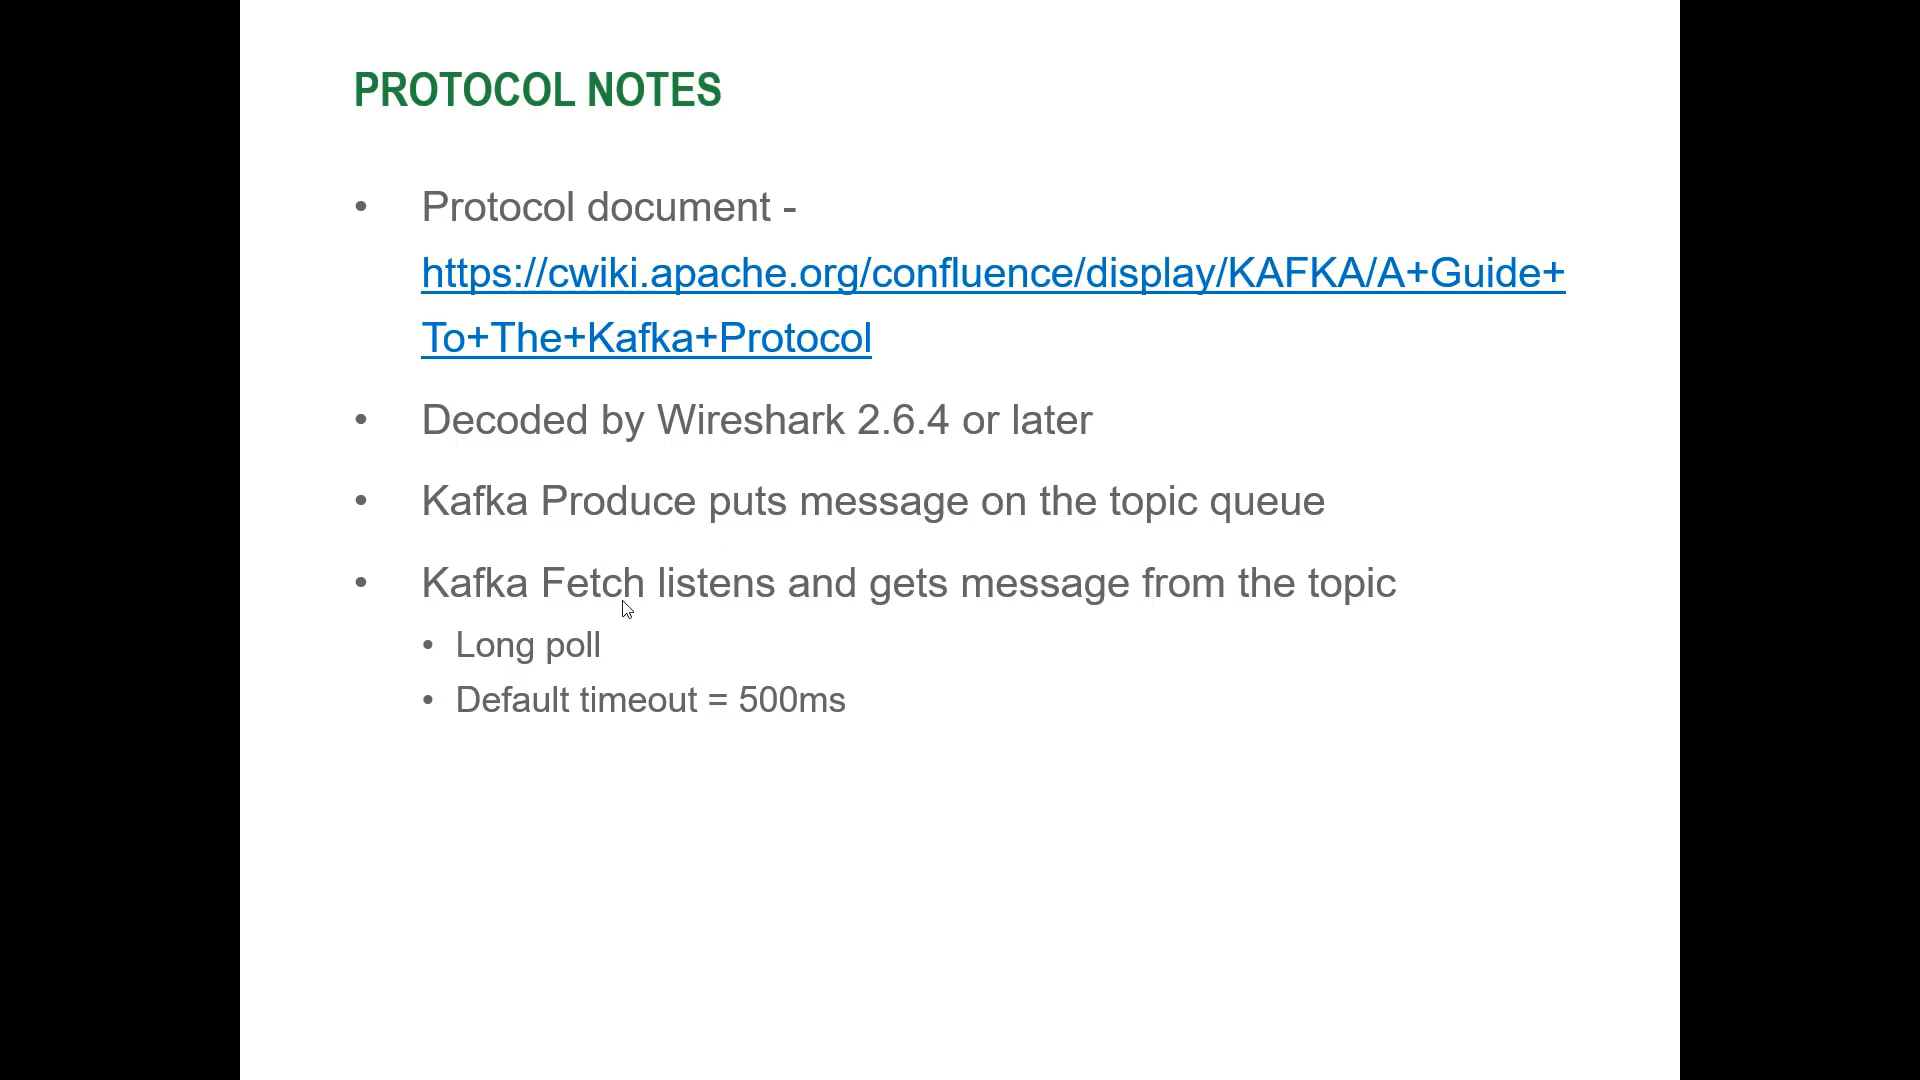 PROTOCOL NOTES
• Protocol document -
https://cwiki.apache.org/confluence/display/KAFKA/A+Guide+
To+The+Kafka+Protocol
• Decoded by Wireshark 2.6.4 or later
• Kafka Produce puts message on the topic queue
• Kafka Fetch listens and gets message from the topic
• Long poll
• Default timeout = 500ms